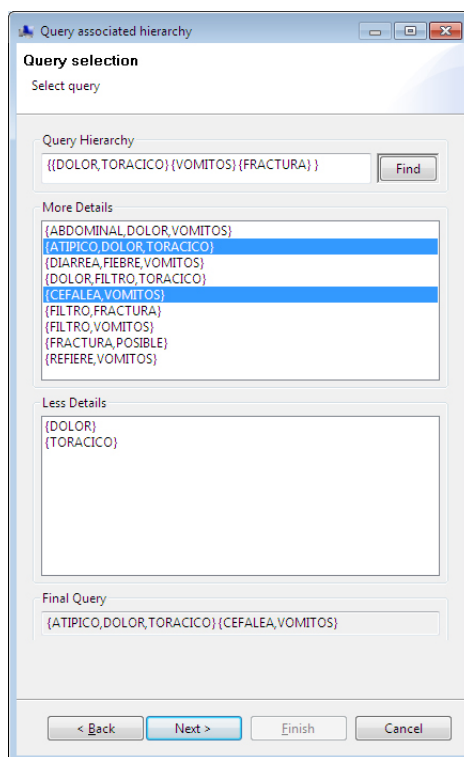 Query associated hierarchy
Query selection
Select query
Query Hierarchy
{{DOLOR,TORACICO} {VOMITOS} {FRACTURA} }
Find
More Details
{ABDOMINAL,DOLOR,VOMITOS}
{ATIPICO,DOLOR,TORACICO}
{DIARREA,FIEBRE,VOMITOS}
{DOLOR,FILTRO,TORACICO}
{CEFALEA,VOMITOS}
{FILTRO,FRACTURA}
{FILTRO,VOMITOS}
{FRACTURA,POSIBLE}
{REFIERE,VOMITOS}
Less Details
{DOLOR}
{TORACICO}
Final Query
{ATIPICO,DOLOR,TORACICO} {CEFALEA,VOMITOS}
< Back Next > Finish Cancel